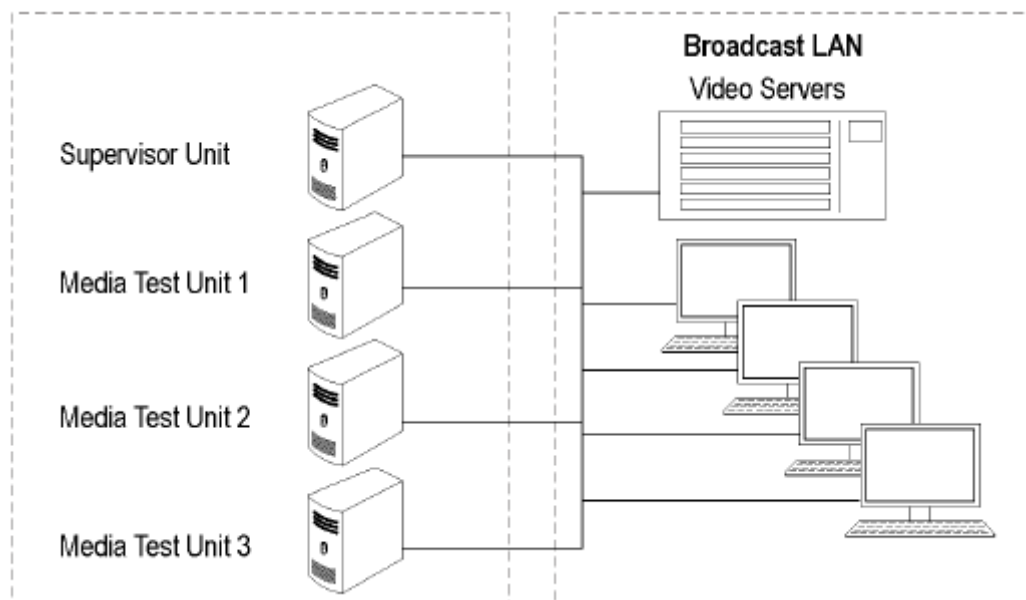 Broadcast LAN
Video Servers
Supervisor Unit
Media Test Unit 1
Media Test Unit 2
Media Test Unit 3